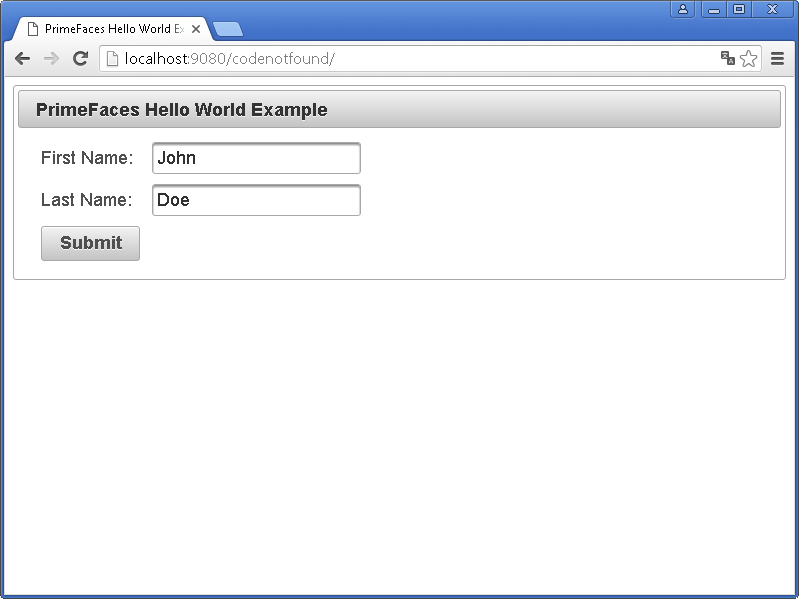 PrimeFaces Hello World Ex
localhost:9080/codenotfound/
PrimeFaces Hello World Example
First Name: John
Last Name: Doe
Submit